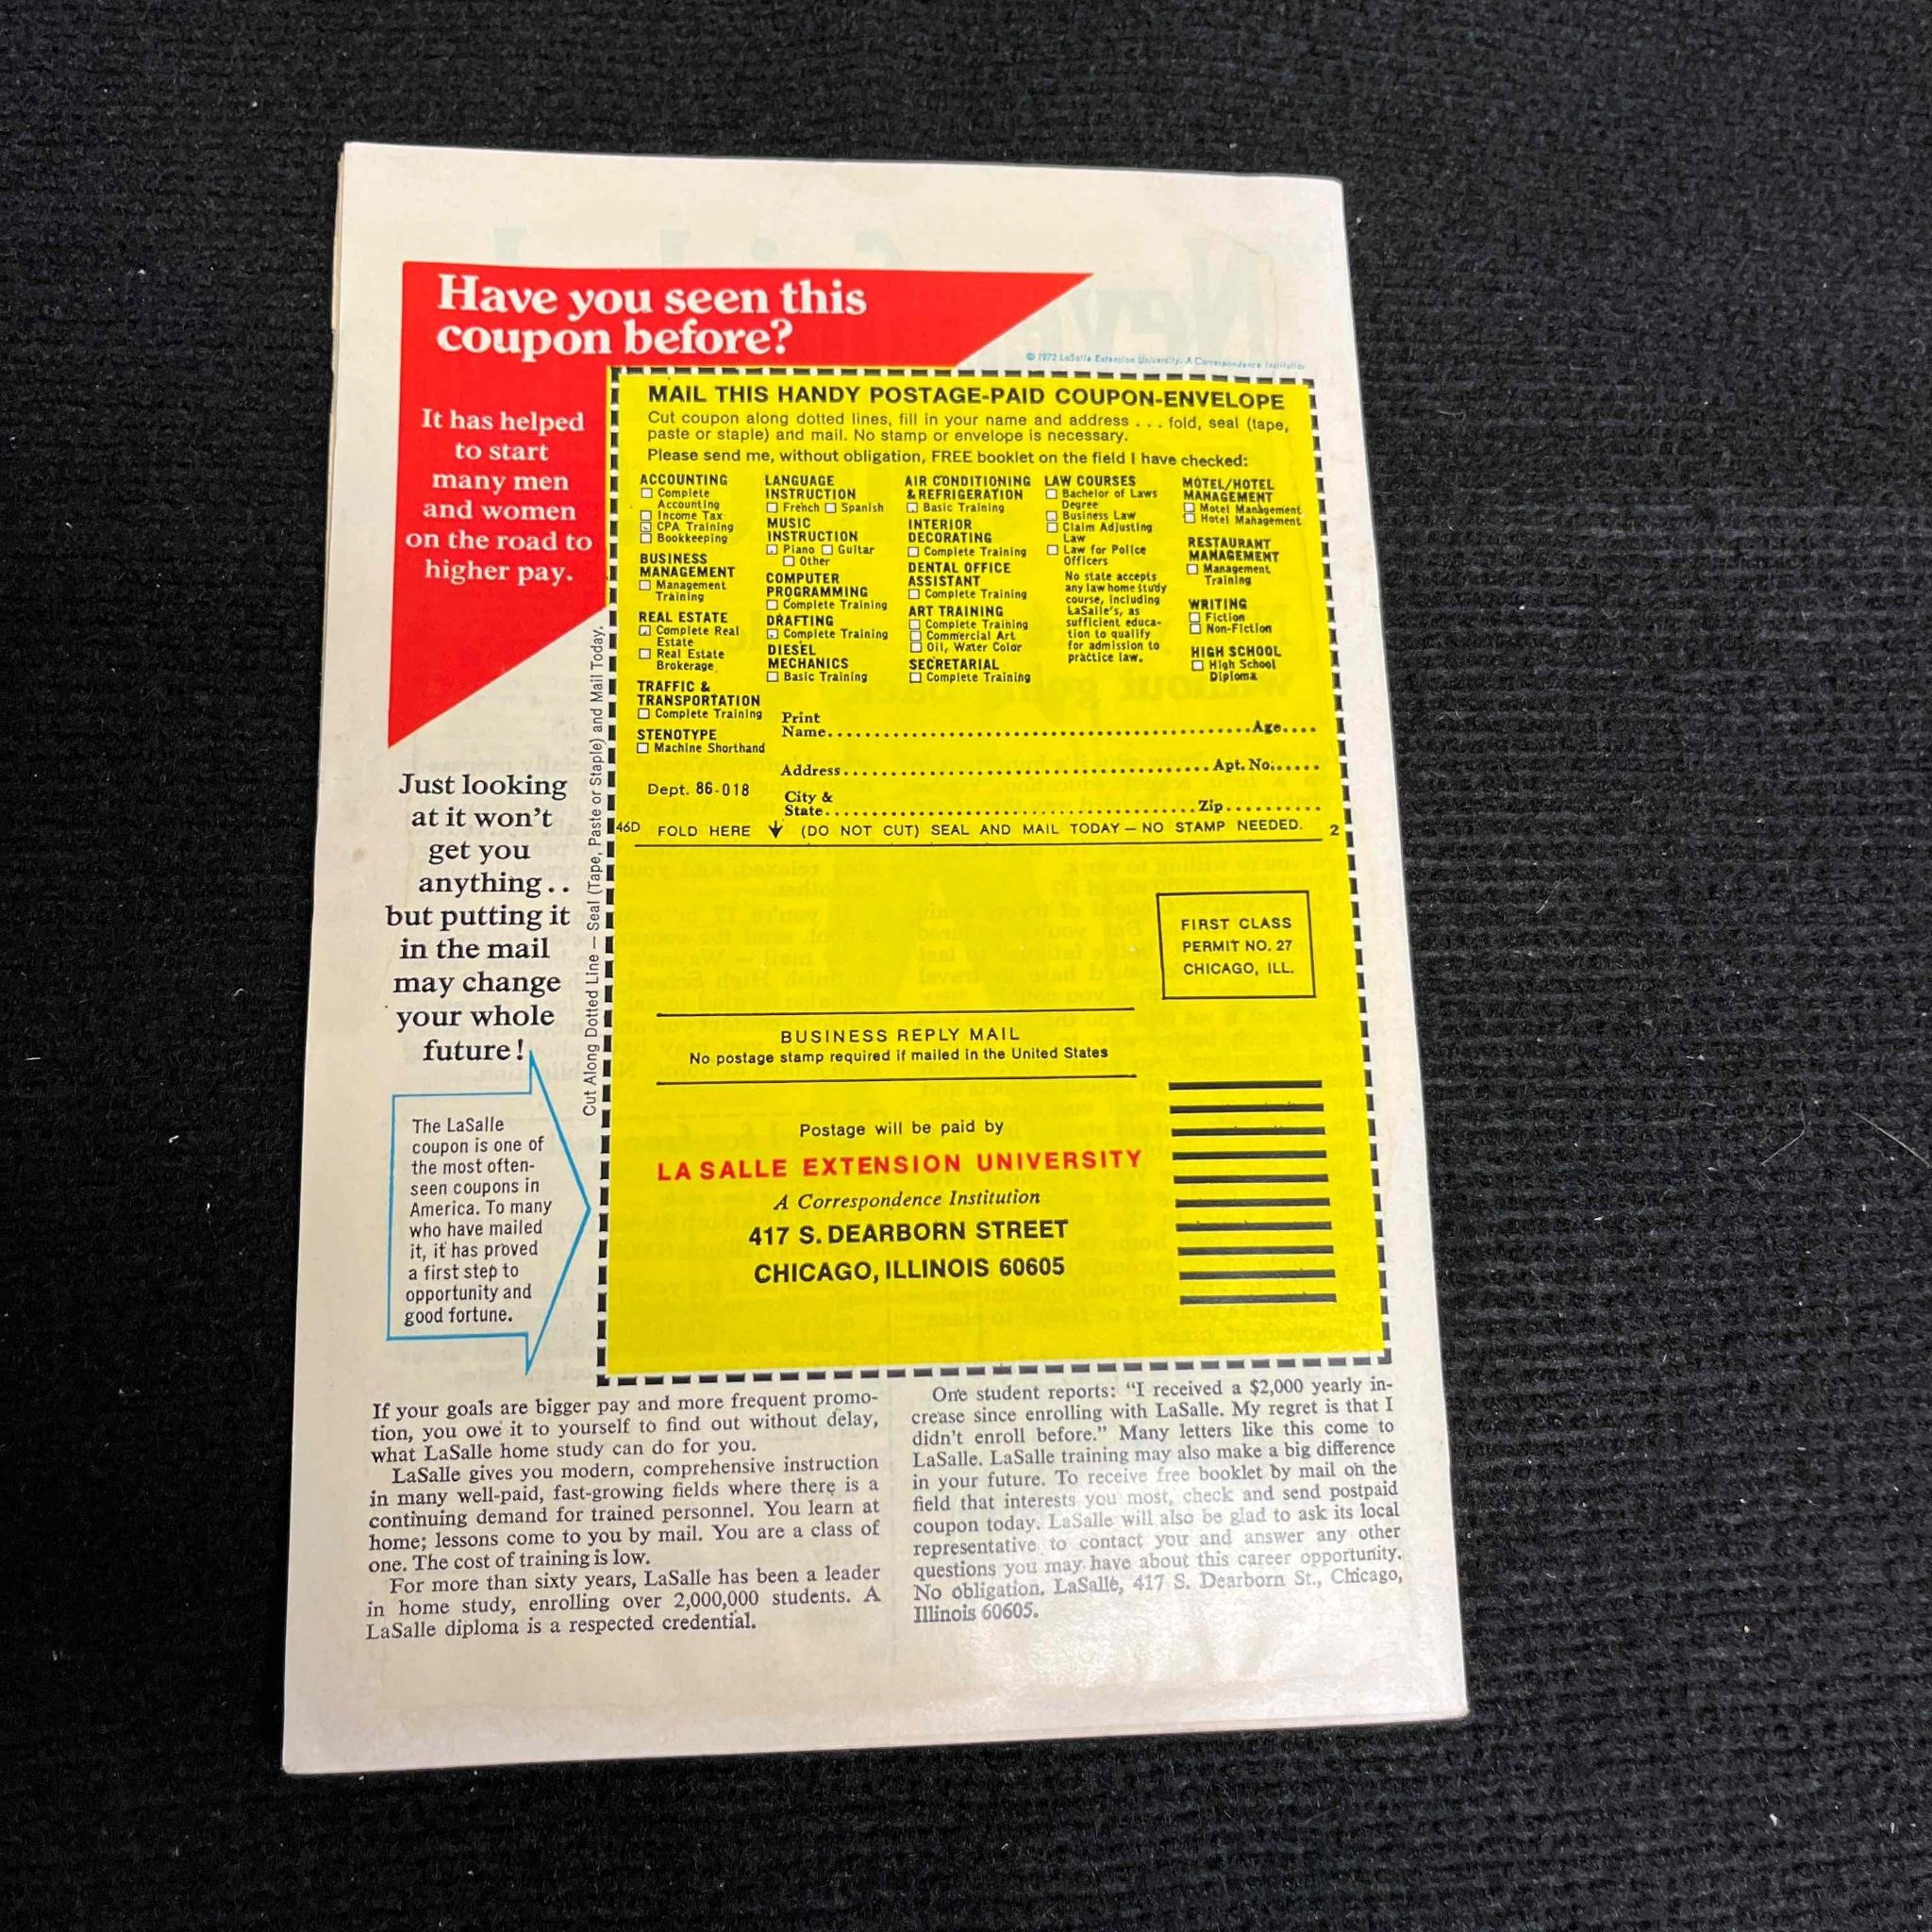 Have you seen this
coupon before?
© 1972 LaSalle Extension University, A Correspondence Institution
It has helped
to start
many men
and women
on the road to
higher pay.
Just looking
at it won't
get you
anything..
but putting it
in the mail
may change
your whole
future!
The LaSalle
coupon is one of
the most often-
seen coupons in
America. To many
who have mailed
it, it has proved
a first step to
opportunity and
good fortune.
Cut Along Dotted Line — Seal (Tape, Paste or Staple) and Mail Today.
MAIL THIS HANDY POSTAGE-PAID COUPON-ENVELOPE
Cut coupon along dotted lines, fill in your name and address . . . fold, seal (tape,
paste or staple) and mail. No stamp or envelope is necessary.
Please send me, without obligation, FREE booklet on the field I have checked:
ACCOUNTING
Complete
Accounting
Income Tax
CPA Training
Bookkeeping
BUSINESS
MANAGEMENT
Management
Training
REAL ESTATE
Complete Real
Estate
Real Estate
Brokerage
TRAFFIC &
TRANSPORTATION
Complete Training
STENOTYPE
Machine Shorthand
LANGUAGE
INSTRUCTION
French Spanish
MUSIC
INSTRUCTION
Piano Guitar
Other
COMPUTER
PROGRAMMING
Complete Training
DRAFTING
Complete Training
DIESEL
MECHANICS
Basic Training
AIR CONDITIONING
& REFRIGERATION
Basic Training
INTERIOR
DECORATING
Complete Training
DENTAL OFFICE
ASSISTANT
Complete Training
ART TRAINING
Complete Training
Commercial Art
Oil, Water Color
SECRETARIAL
Complete Training
LAW COURSES
Bachelor of Laws
Degree
Business Law
Claim Adjusting
Law
Law for Police
Officers
No state accepts
any law home study
course, including
LaSalle's, as
sufficient educa-
tion to qualify
for admission to
practice law.
MOTEL/HOTEL
MANAGEMENT
Motel Management
Hotel Management
RESTAURANT
MANAGEMENT
Management
Training
WRITING
Fiction
Non-Fiction
HIGH SCHOOL
High School
Diploma
Print
Name Age
Address Apt. No.
Dept. 86-018
City &
State Zip
46D FOLD HERE (DO NOT CUT) SEAL AND MAIL TODAY — NO STAMP NEEDED. 2
FIRST CLASS
PERMIT NO. 27
CHICAGO, ILL.
BUSINESS REPLY MAIL
No postage stamp required if mailed in the United States
Postage will be paid by
LA SALLE EXTENSION UNIVERSITY
A Correspondence Institution
417 S. DEARBORN STREET
CHICAGO, ILLINOIS 60605
If your goals are bigger pay and more frequent promo-
tion, you owe it to yourself to find out without delay,
what LaSalle home study can do for you.
LaSalle gives you modern, comprehensive instruction
in many well-paid, fast-growing fields where there is a
continuing demand for trained personnel. You learn at
home; lessons come to you by mail. You are a class of
one. The cost of training is low.
For more than sixty years, LaSalle has been a leader
in home study, enrolling over 2,000,000 students. A
LaSalle diploma is a respected credential.
One student reports: "I received a $2,000 yearly in-
crease since enrolling with LaSalle. My regret is that I
didn't enroll before." Many letters like this come to
LaSalle. LaSalle training may also make a big difference
in your future. To receive free booklet by mail on the
field that interests you most, check and send postpaid
coupon today. LaSalle will also be glad to ask its local
representative to contact you and answer any other
questions you may have about this career opportunity.
No obligation. LaSalle, 417 S. Dearborn St., Chicago,
Illinois 60605.